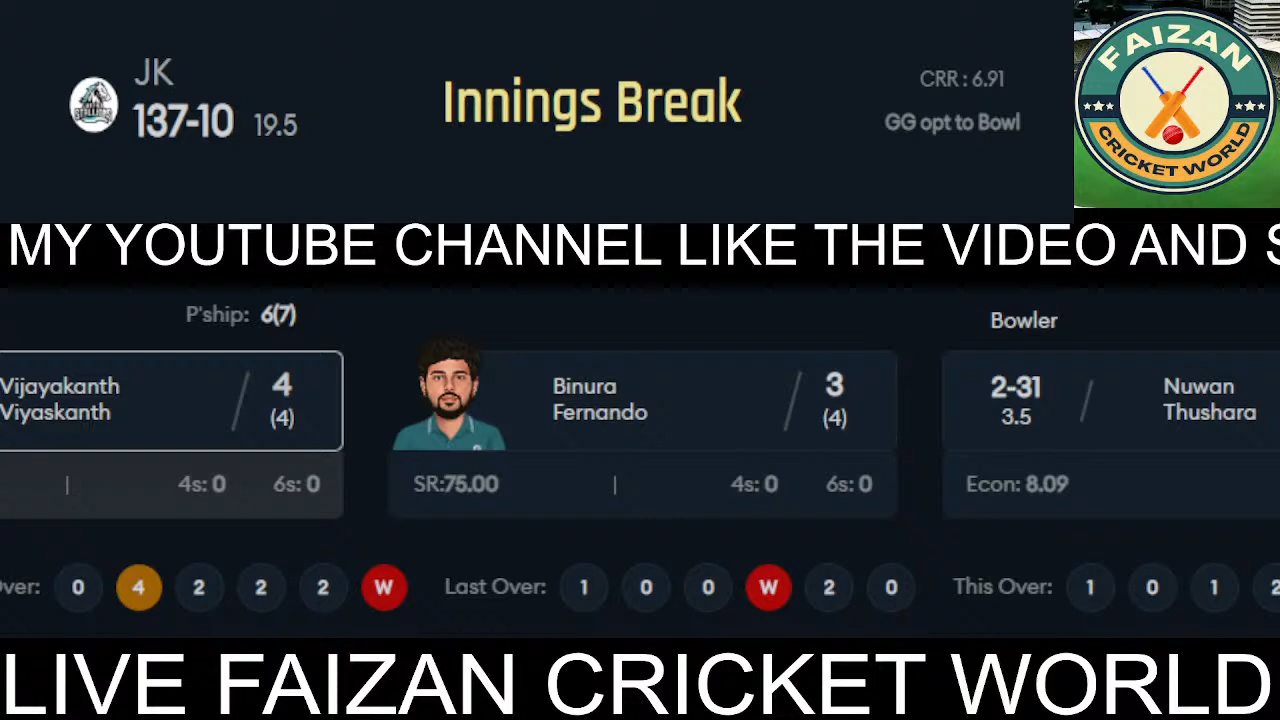 JK
137-10 19.5
Innings Break
CRR : 6.91
GG opt to Bowl
FAIZAN
CRICKET WORLD
MY YOUTUBE CHANNEL LIKE THE VIDEO AND S
P'ship: 6(7)
Bowler
Vijayakanth
Viyaskanth
/ 4
(4)
Binura
Fernando
/ 3
(4)
2-31
3.5
/ Nuwan
Thushara
| 4s: 0 6s: 0
SR:75.00 | 4s: 0 6s: 0
Econ: 8.09
Over: 0 4 2 2 2 W
Last Over: 1 0 0 W 2 0
This Over: 1 0 1 2
LIVE FAIZAN CRICKET WORLD